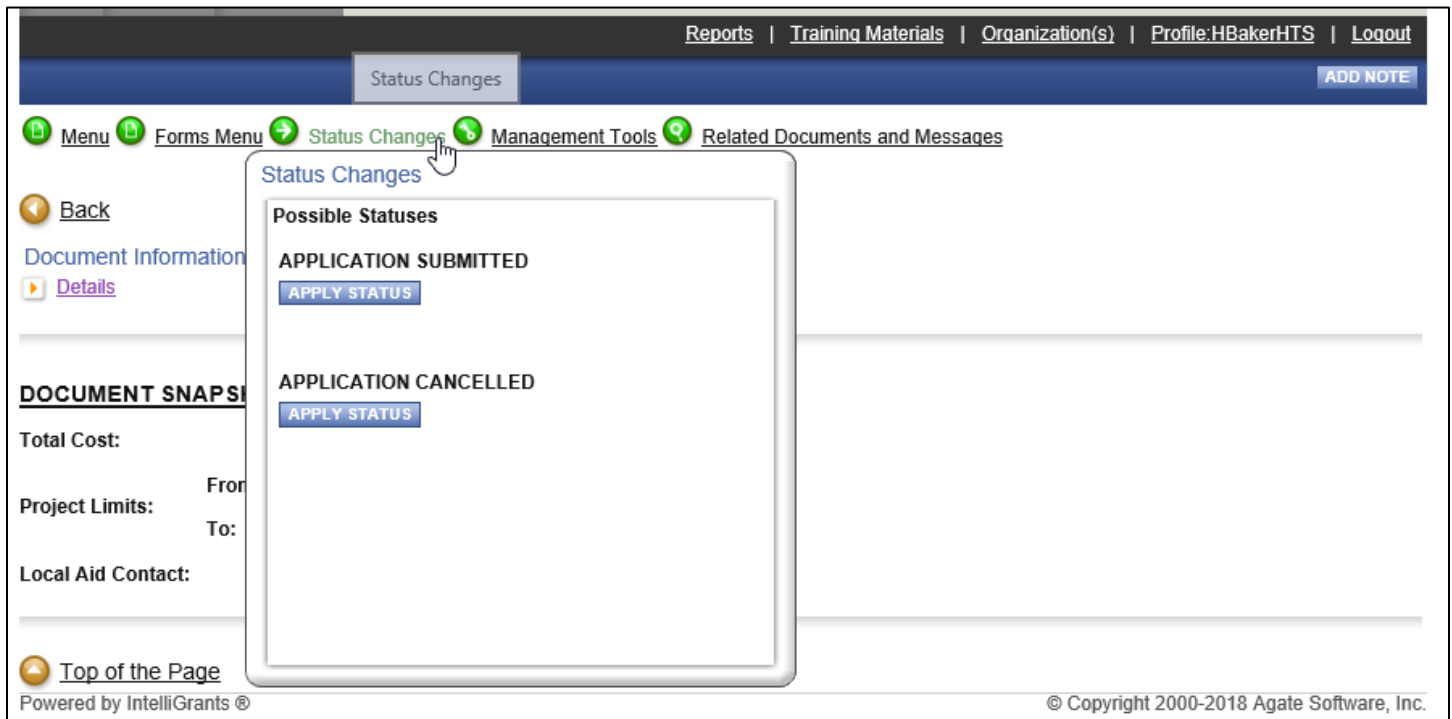 Reports | Training Materials | Organization(s) | Profile:HBakerHTS | Logout
Status Changes
ADD NOTE
Menu Forms Menu Status Changes Management Tools Related Documents and Messages
Status Changes
Back
Possible Statuses
Document Information
APPLICATION SUBMITTED
Details
APPLY STATUS
APPLICATION CANCELLED
DOCUMENT SNAPSH
APPLY STATUS
Total Cost:
From
Project Limits:
To:
Local Aid Contact:
Top of the Page
Powered by IntelliGrants ®
© Copyright 2000-2018 Agate Software, Inc.